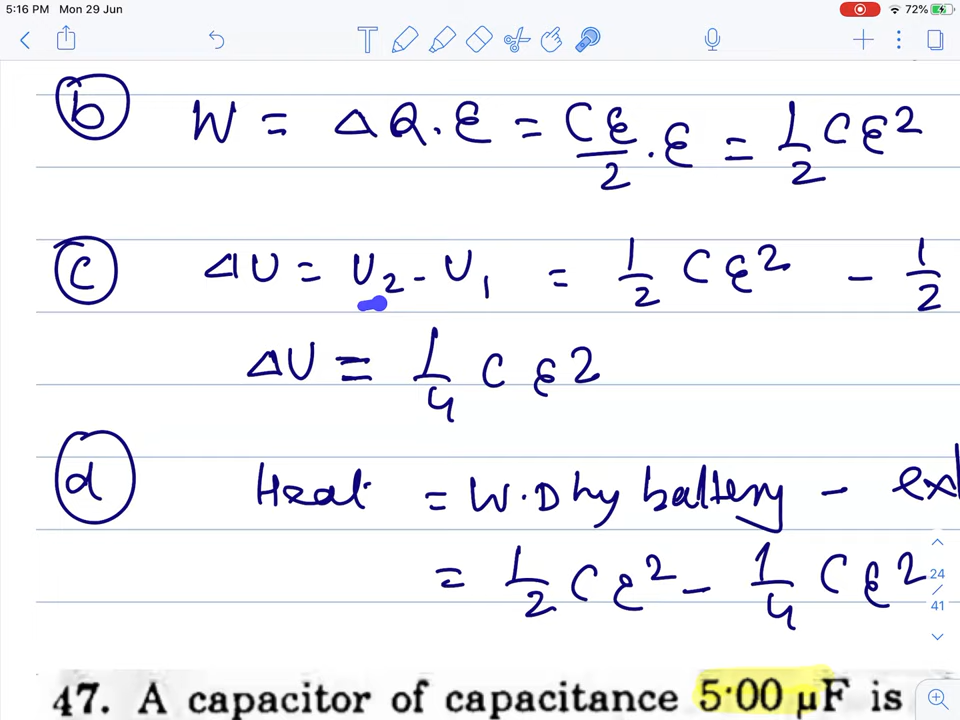 5:16 PM Mon 29 Jun
72%
b W = ΔQ.ε = Cε/2 . ε = 1/2 Cε²
c ΔU = U₂ - U₁ = 1/2 Cε² - 1/2
ΔU = 1/4 Cε²
d Heat = W.D by battery -
= 1/2 Cε² - 1/4 Cε²
24
/
41
47. A capacitor of capacitance 5·00 μF is